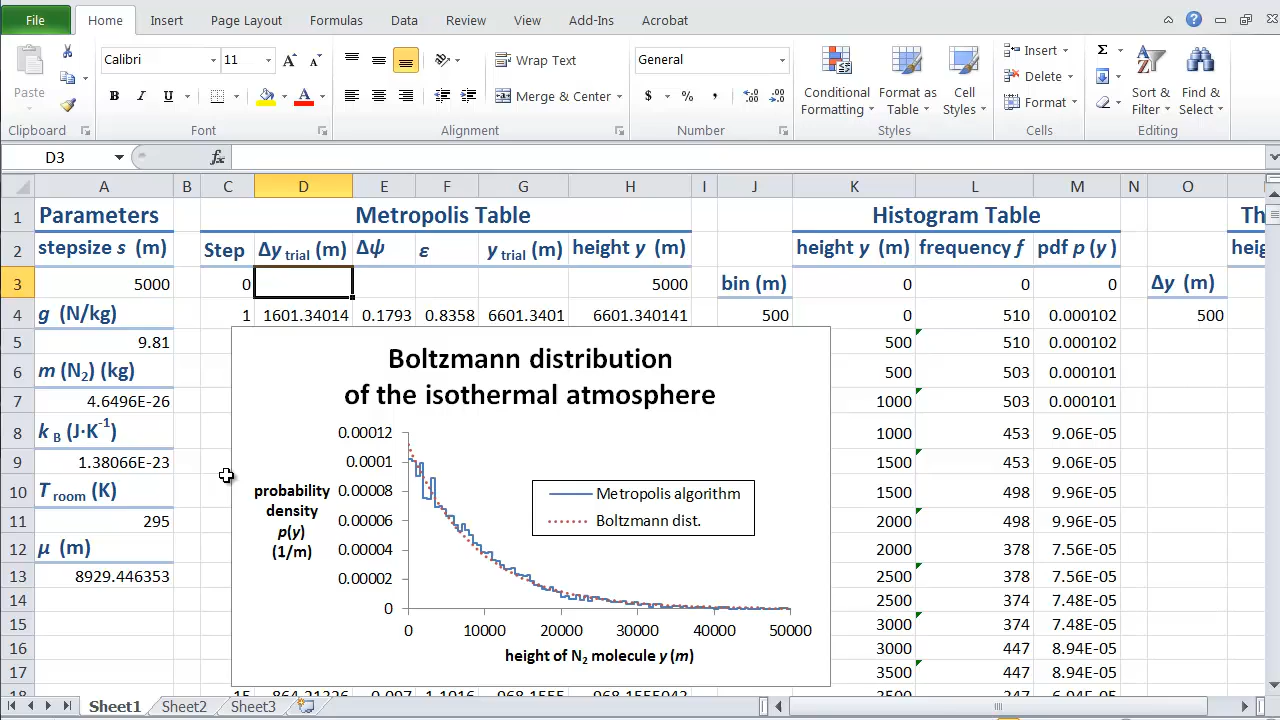 File Home Insert Page Layout Formulas Data Review View Add-Ins Acrobat
Paste
Calibri 11
B I U A
Wrap Text
Merge & Center
General
$ % ,
Conditional Formatting
Format as Table
Cell Styles
Insert
Delete
Format
Sort & Filter
Find & Select
Clipboard Font Alignment Number Styles Cells Editing
D3 fx
A B C D E F G H I J K L M N O
1 Parameters Metropolis Table Histogram Table Th
2 stepsize s (m) Step Δy trial (m) Δψ ε y trial (m) height y (m) height y (m) frequency f pdf p (y)
3 5000 0 5000 bin (m) 0 0 0 Δy (m)
4 g (N/kg) 1 1601.34014 0.1793 0.8358 6601.3401 6601.340141 500 0 510 0.000102 500
5 9.81 500 510 0.000102
6 m (N2) (kg) 500 503 0.000101
7 4.6496E-26 1000 503 0.000101
8 k B (J·K-1) 1000 453 9.06E-05
9 1.38066E-23 1500 453 9.06E-05
10 T room (K) 1500 498 9.96E-05
11 295 2000 498 9.96E-05
12 μ (m) 2000 378 7.56E-05
13 8929.446353 2500 378 7.56E-05
14 2500 374 7.48E-05
15 3000 374 7.48E-05
16 3000 447 8.94E-05
17 3500 447 8.94E-05
Boltzmann distribution
of the isothermal atmosphere
0.00012
0.0001
0.00008
0.00006
0.00004
0.00002
0
probability
density
p(y)
(1/m)
Metropolis algorithm
Boltzmann dist.
0 10000 20000 30000 40000 50000
height of N2 molecule y (m)
Sheet1 Sheet2 Sheet3